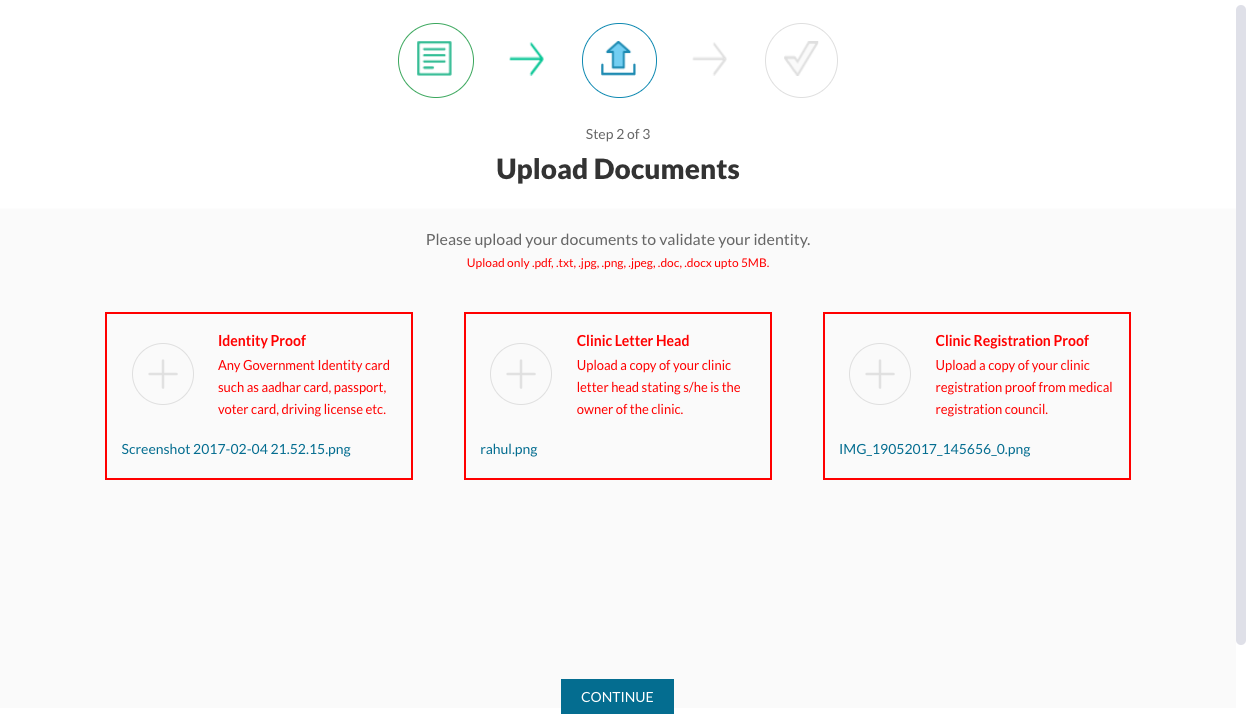 Step 2 of 3
Upload Documents
Please upload your documents to validate your identity.
Upload only .pdf, .txt, .jpg, .png, .jpeg, .doc, .docx upto 5MB.
Identity Proof
Any Government Identity card
such as aadhar card, passport,
voter card, driving license etc.
Screenshot 2017-02-04 21.52.15.png
Clinic Letter Head
Upload a copy of your clinic
letter head stating s/he is the
owner of the clinic.
rahul.png
Clinic Registration Proof
Upload a copy of your clinic
registration proof from medical
registration council.
IMG_19052017_145656_0.png
CONTINUE